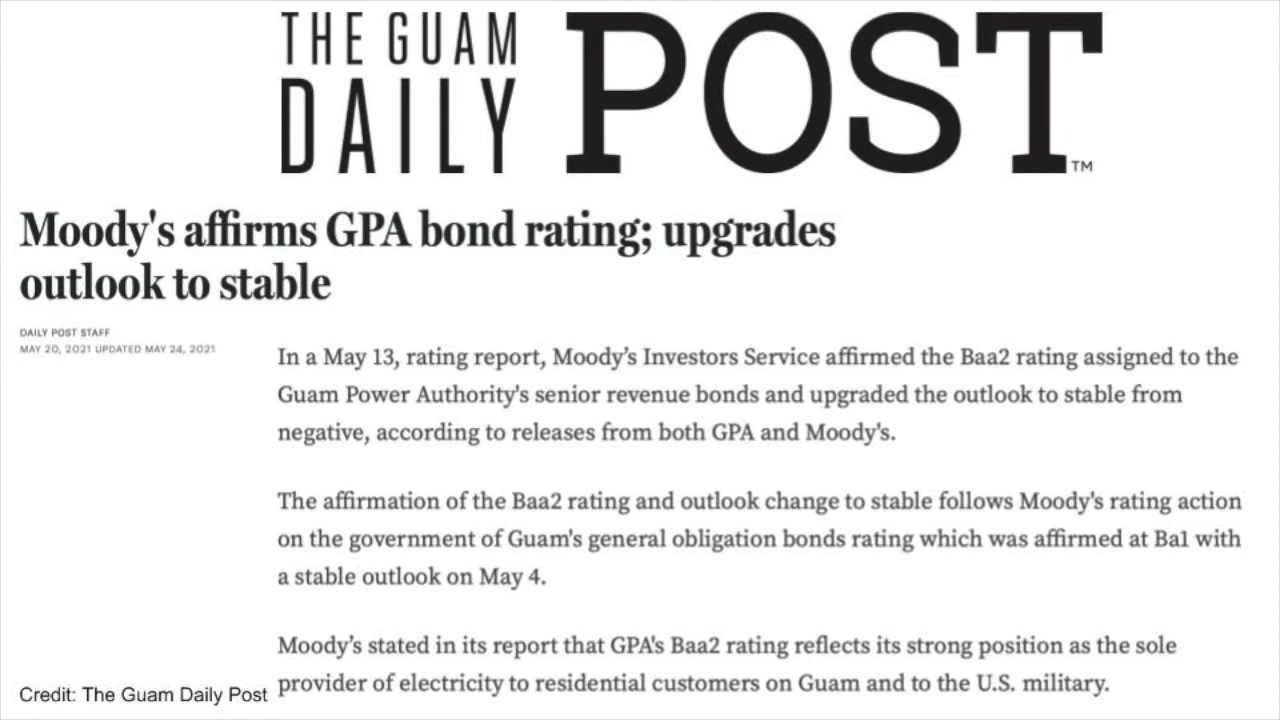 THE GUAM
DAILY
POST
TM
Moody's affirms GPA bond rating; upgrades
outlook to stable
DAILY POST STAFF
MAY 20, 2021 UPDATED MAY 24, 2021
In a May 13, rating report, Moody’s Investors Service affirmed the Baa2 rating assigned to the
Guam Power Authority's senior revenue bonds and upgraded the outlook to stable from
negative, according to releases from both GPA and Moody's.
The affirmation of the Baa2 rating and outlook change to stable follows Moody's rating action
on the government of Guam's general obligation bonds rating which was affirmed at Ba1 with
a stable outlook on May 4.
Moody’s stated in its report that GPA's Baa2 rating reflects its strong position as the sole
provider of electricity to residential customers on Guam and to the U.S. military.
Credit: The Guam Daily Post